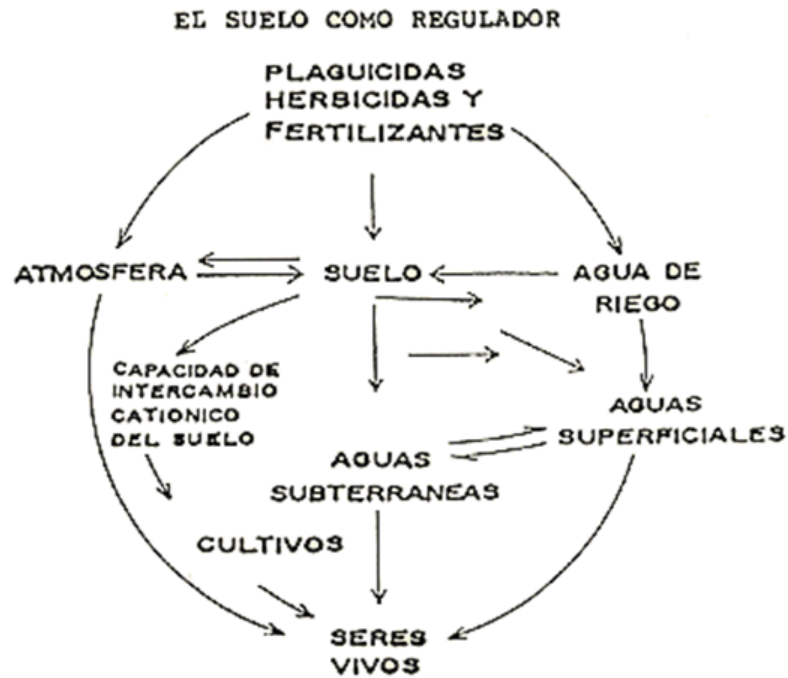 EL SUELO COMO REGULADOR
PLAGUICIDAS
HERBICIDAS Y
FERTILIZANTES
ATMOSFERA
SUELO
AGUA DE
RIEGO
CAPACIDAD DE
INTERCAMBIO
CATIONICO
DEL SUELO
AGUAS
SUPERFICIALES
AGUAS
SUBTERRANEAS
CULTIVOS
SERES
VIVOS